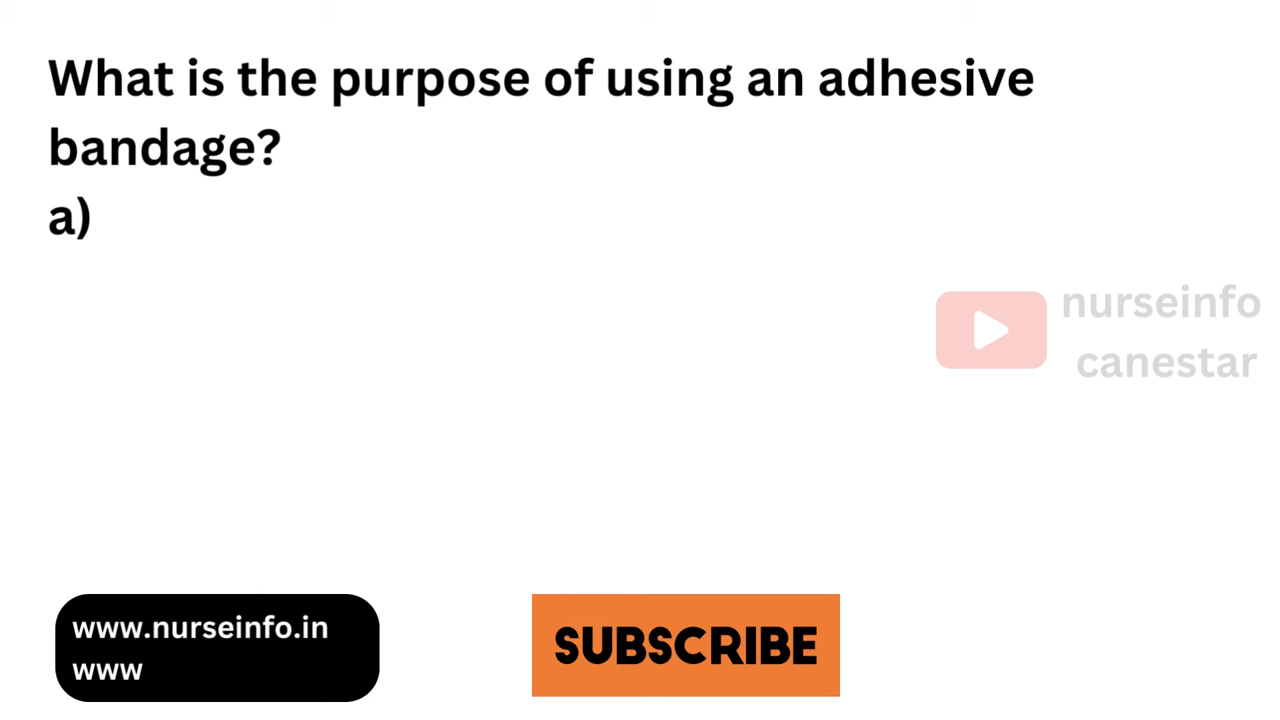 What is the purpose of using an adhesive
bandage?
a)
nurseinfo
canestar
www.nurseinfo.in
www
SUBSCRIBE